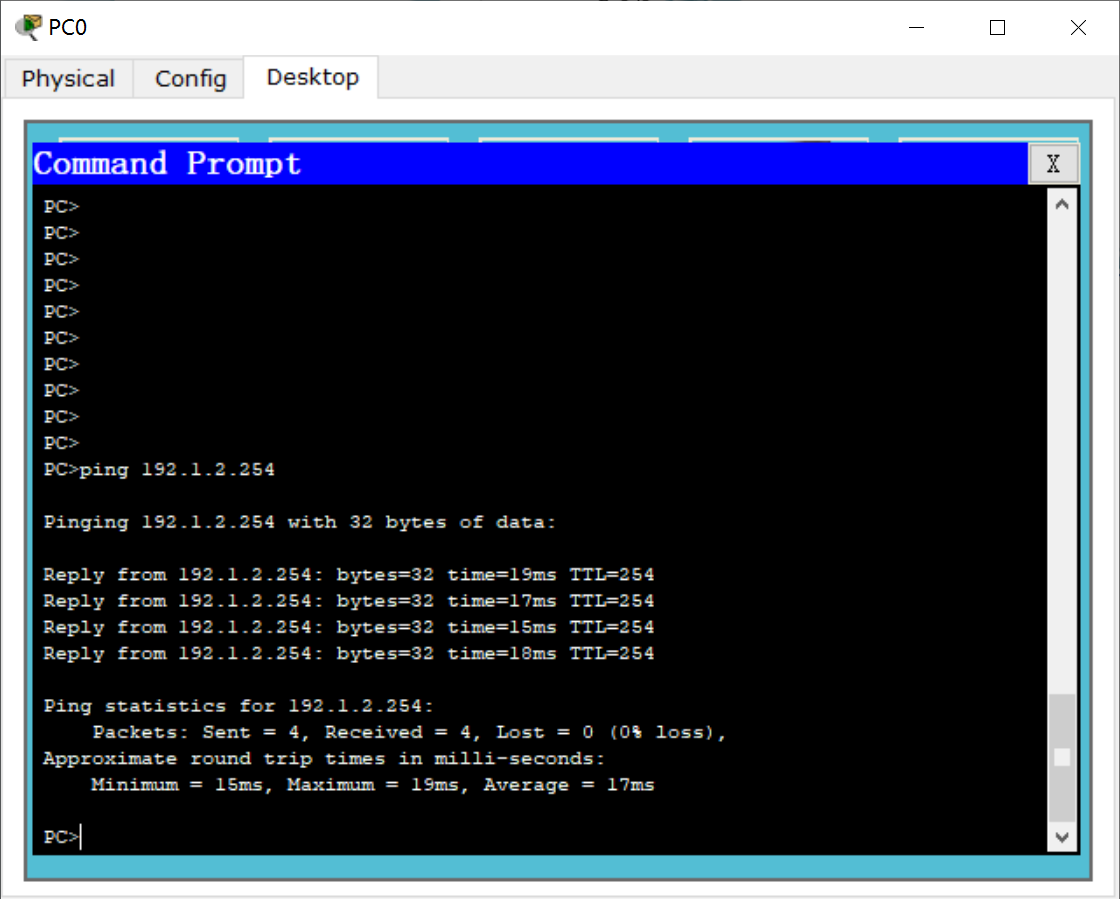 PC0
Physical Config Desktop
Command Prompt X
PC>
PC>
PC>
PC>
PC>
PC>
PC>
PC>
PC>
PC>
PC>ping 192.1.2.254
Pinging 192.1.2.254 with 32 bytes of data:
Reply from 192.1.2.254: bytes=32 time=19ms TTL=254
Reply from 192.1.2.254: bytes=32 time=17ms TTL=254
Reply from 192.1.2.254: bytes=32 time=15ms TTL=254
Reply from 192.1.2.254: bytes=32 time=18ms TTL=254
Ping statistics for 192.1.2.254:
Packets: Sent = 4, Received = 4, Lost = 0 (0% loss),
Approximate round trip times in milli-seconds:
Minimum = 15ms, Maximum = 19ms, Average = 17ms
PC>